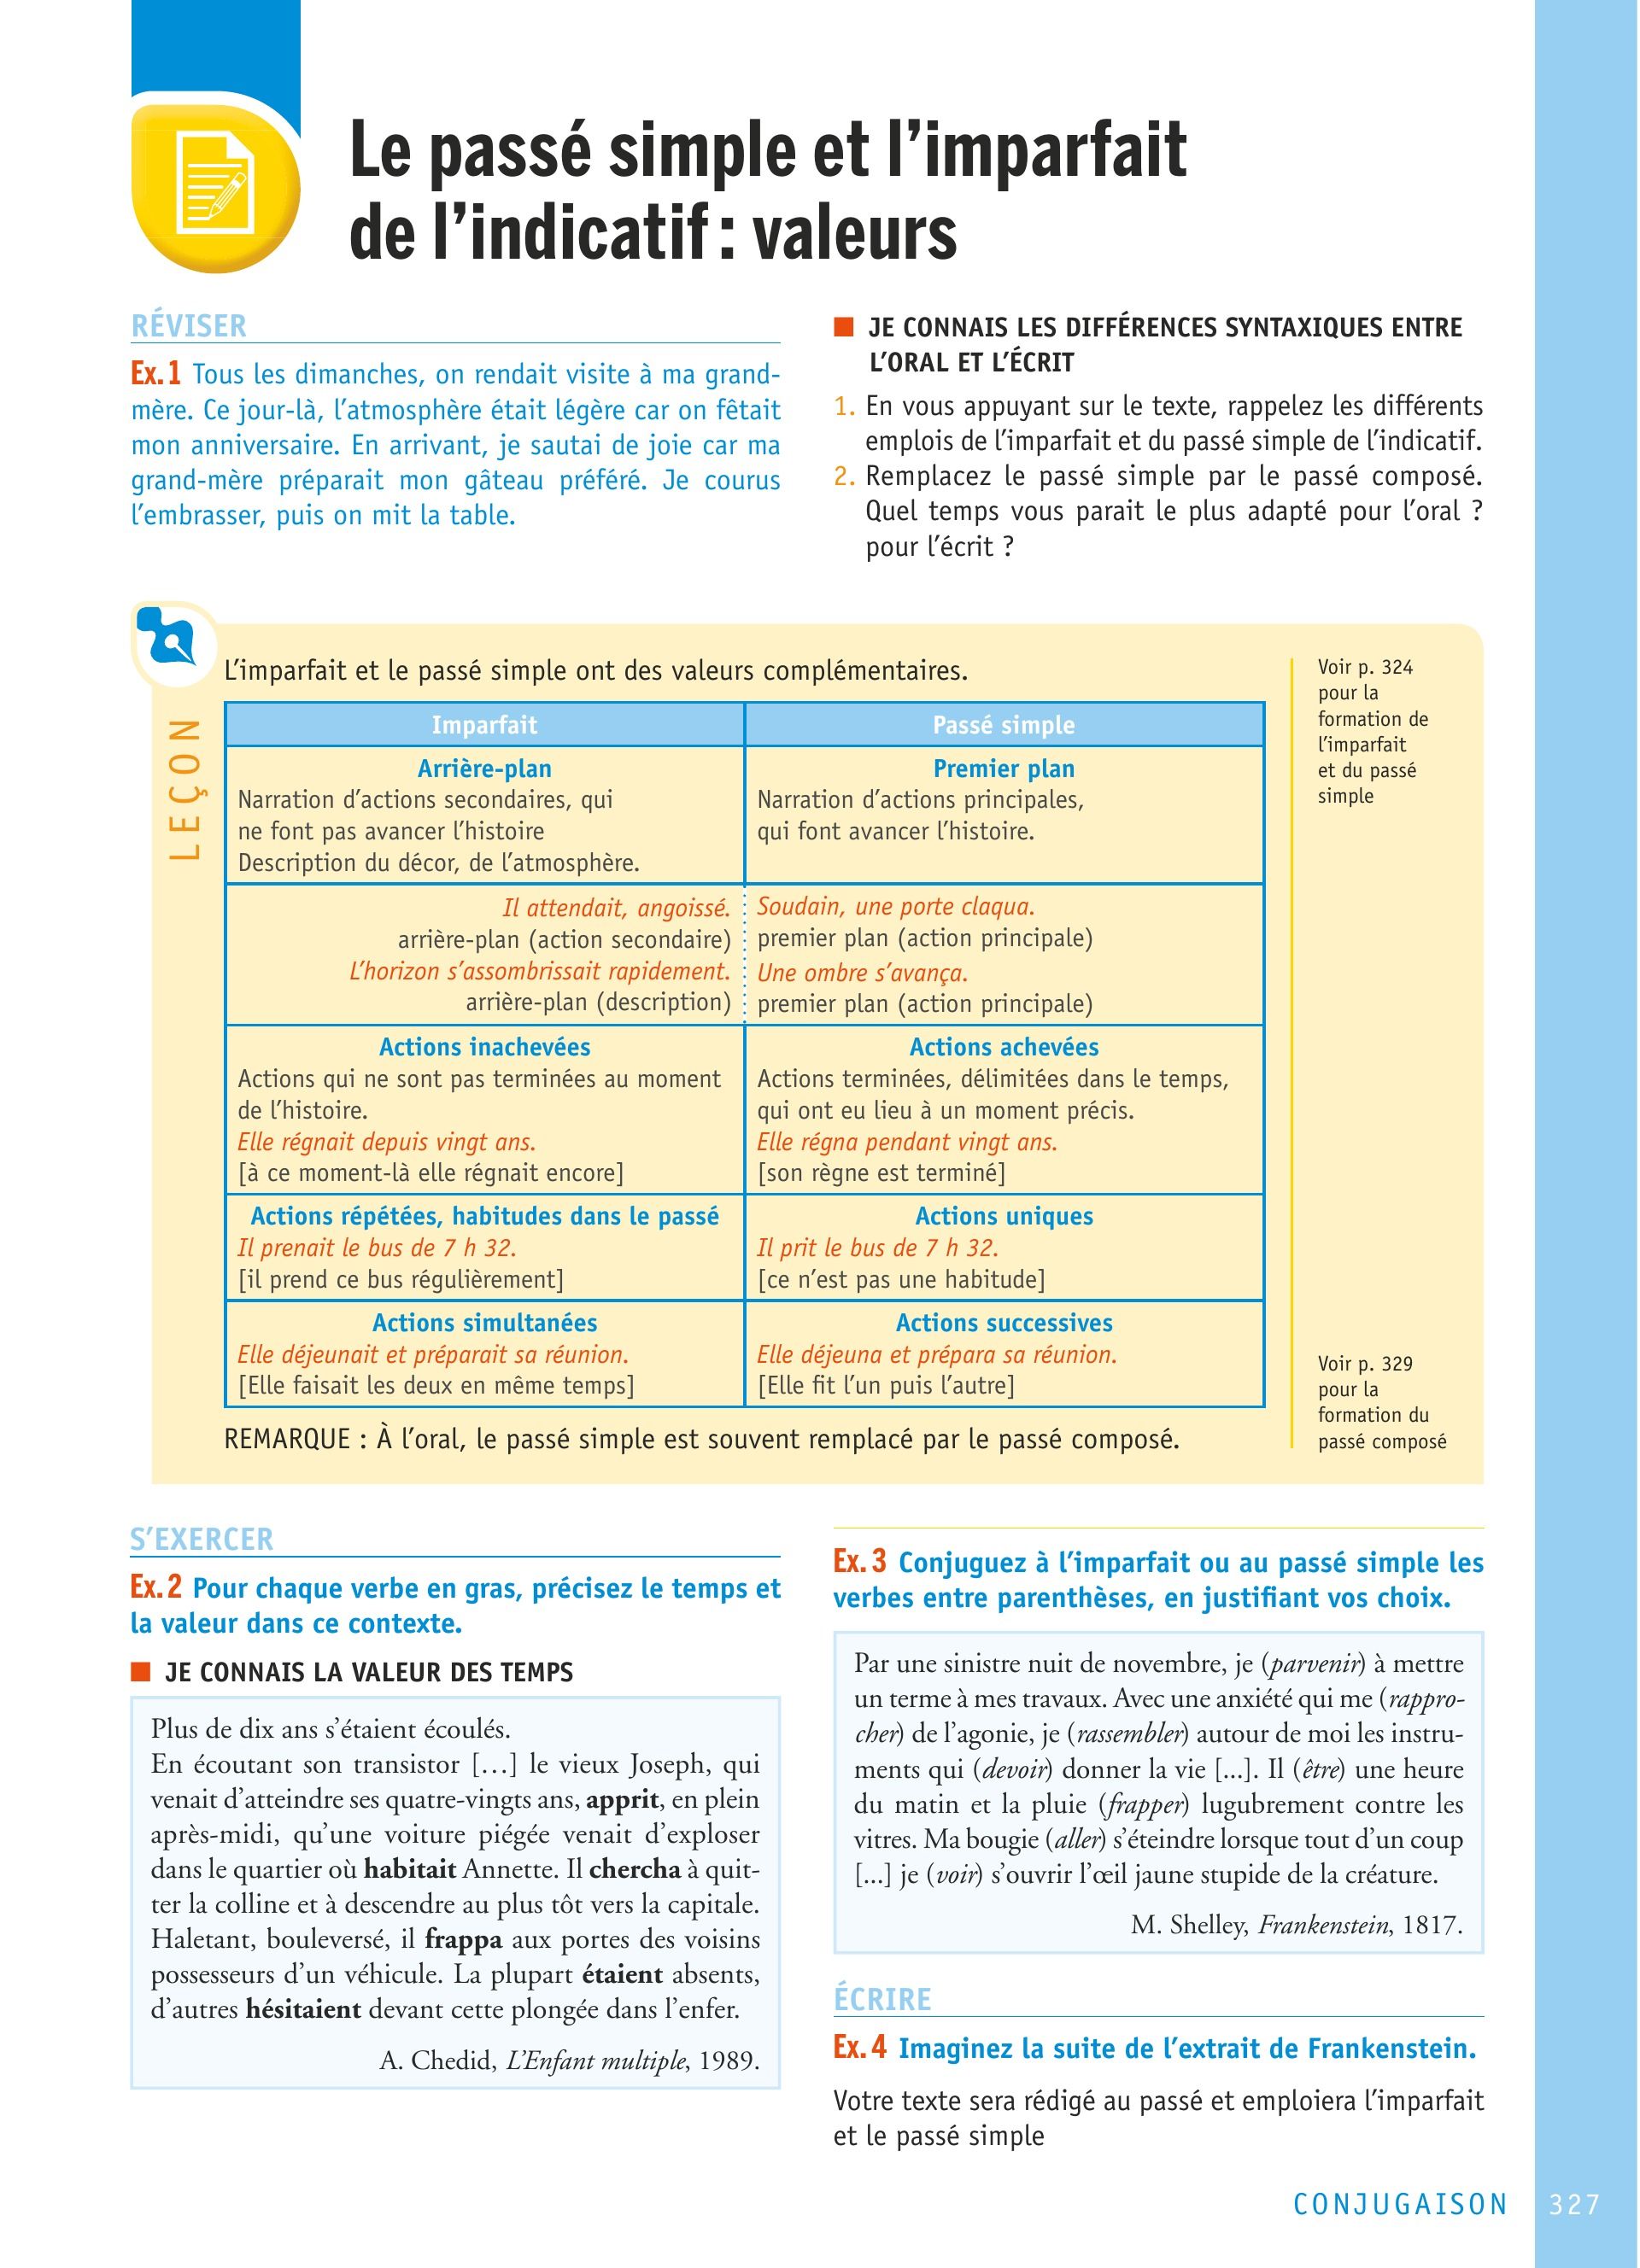 Le passé simple et l’imparfait
de l’indicatif : valeurs
RÉVISER
Ex. 1 Tous les dimanches, on rendait visite à ma grand-
mère. Ce jour-là, l’atmosphère était légère car on fêtait
mon anniversaire. En arrivant, je sautai de joie car ma
grand-mère préparait mon gâteau préféré. Je courus
l’embrasser, puis on mit la table.
■ JE CONNAIS LES DIFFÉRENCES SYNTAXIQUES ENTRE
L’ORAL ET L’ÉCRIT
1. En vous appuyant sur le texte, rappelez les différents
emplois de l’imparfait et du passé simple de l’indicatif.
2. Remplacez le passé simple par le passé composé.
Quel temps vous parait le plus adapté pour l’oral ?
pour l’écrit ?
LEÇON
L’imparfait et le passé simple ont des valeurs complémentaires.
Imparfait
Arrière-plan
Narration d’actions secondaires, qui
ne font pas avancer l’histoire
Description du décor, de l’atmosphère.
Passé simple
Premier plan
Narration d’actions principales,
qui font avancer l’histoire.
Il attendait, angoissé.
arrière-plan (action secondaire)
L’horizon s’assombrissait rapidement.
arrière-plan (description)
Soudain, une porte claqua.
premier plan (action principale)
Une ombre s’avança.
premier plan (action principale)
Actions inachevées
Actions qui ne sont pas terminées au moment
de l’histoire.
Elle régnait depuis vingt ans.
[à ce moment-là elle régnait encore]
Actions achevées
Actions terminées, délimitées dans le temps,
qui ont eu lieu à un moment précis.
Elle régna pendant vingt ans.
[son règne est terminé]
Actions répétées, habitudes dans le passé
Il prenait le bus de 7 h 32.
[il prend ce bus régulièrement]
Actions uniques
Il prit le bus de 7 h 32.
[ce n’est pas une habitude]
Actions simultanées
Elle déjeunait et préparait sa réunion.
[Elle faisait les deux en même temps]
Actions successives
Elle déjeuna et prépara sa réunion.
[Elle fit l’un puis l’autre]
REMARQUE : À l’oral, le passé simple est souvent remplacé par le passé composé.
Voir p. 324
pour la
formation de
l’imparfait
et du passé
simple
Voir p. 329
pour la
formation du
passé composé
S’EXERCER
Ex. 2 Pour chaque verbe en gras, précisez le temps et
la valeur dans ce contexte.
■ JE CONNAIS LA VALEUR DES TEMPS
Plus de dix ans s’étaient écoulés.
En écoutant son transistor […] le vieux Joseph, qui
venait d’atteindre ses quatre-vingts ans, apprit, en plein
après-midi, qu’une voiture piégée venait d’exploser
dans le quartier où habitait Annette. Il chercha à quit-
ter la colline et à descendre au plus tôt vers la capitale.
Haletant, bouleversé, il frappa aux portes des voisins
possesseurs d’un véhicule. La plupart étaient absents,
d’autres hésitaient devant cette plongée dans l’enfer.
A. Chedid, L’Enfant multiple, 1989.
Ex. 3 Conjuguez à l’imparfait ou au passé simple les
verbes entre parenthèses, en justifiant vos choix.
Par une sinistre nuit de novembre, je (parvenir) à mettre
un terme à mes travaux. Avec une anxiété qui me (rappro-
cher) de l’agonie, je (rassembler) autour de moi les instru-
ments qui (devoir) donner la vie [...]. Il (être) une heure
du matin et la pluie (frapper) lugubrement contre les
vitres. Ma bougie (aller) s’éteindre lorsque tout d’un coup
[...] je (voir) s’ouvrir l’œil jaune stupide de la créature.
M. Shelley, Frankenstein, 1817.
ÉCRIRE
Ex. 4 Imaginez la suite de l’extrait de Frankenstein.
Votre texte sera rédigé au passé et emploiera l’imparfait
et le passé simple
CONJUGAISON 327